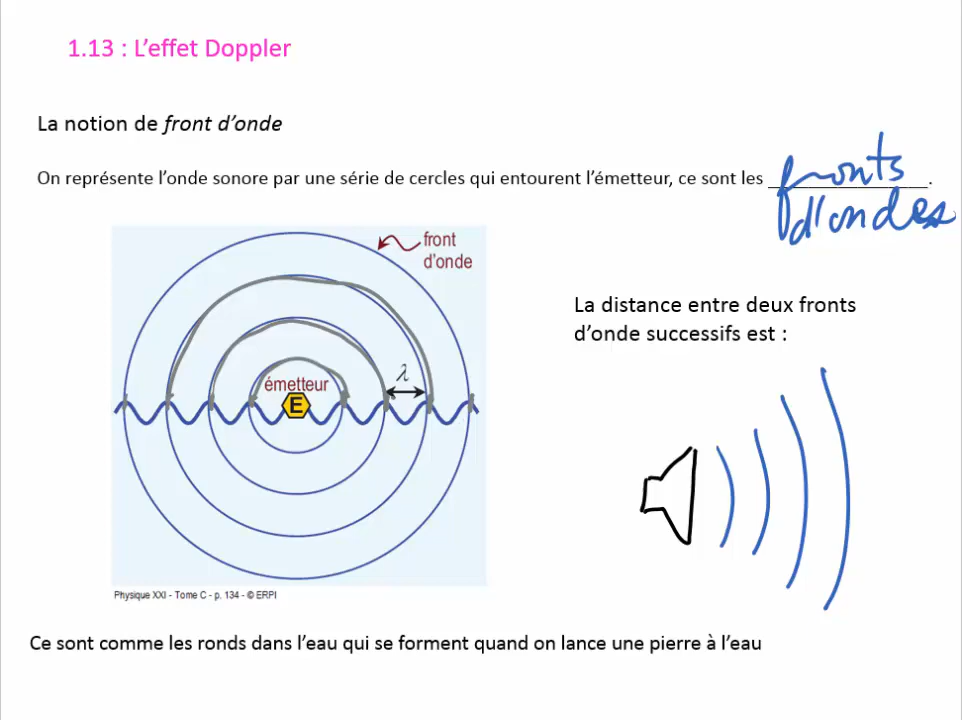 1.13 : L’effet Doppler
La notion de front d’onde
On représente l’onde sonore par une série de cercles qui entourent l’émetteur, ce sont les fronts d'ondes.
front
d’onde
La distance entre deux fronts
d’onde successifs est :
λ
émetteur
E
Physique XXI - Tome C - p. 134 - © ERPI
Ce sont comme les ronds dans l’eau qui se forment quand on lance une pierre à l’eau